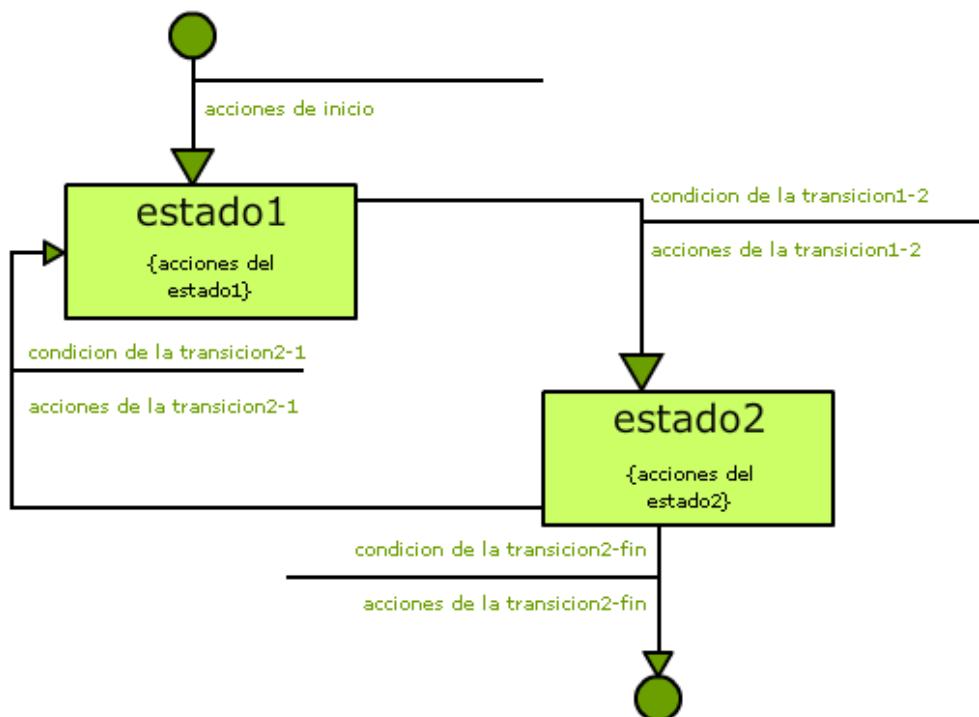 acciones de inicio
estado1
{acciones del
estado1}
condicion de la transicion1-2
acciones de la transicion1-2
condicion de la transicion2-1
acciones de la transicion2-1
estado2
{acciones del
estado2}
condicion de la transicion2-fin
acciones de la transicion2-fin